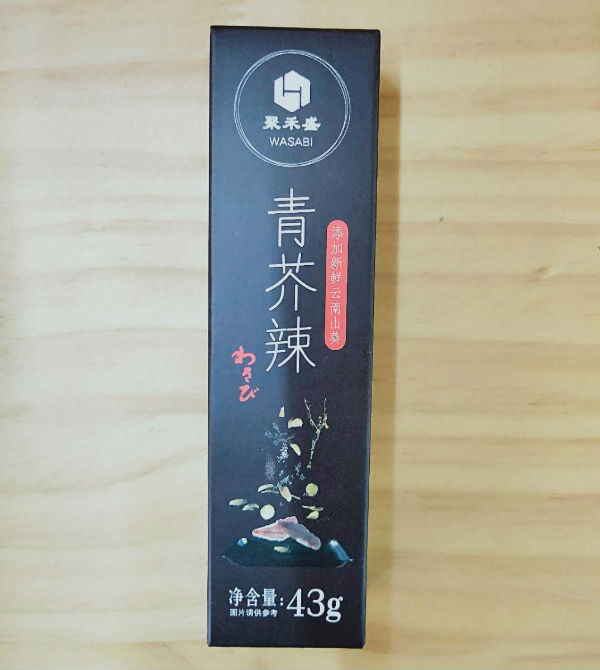 聚禾盛
WASABI
青芥辣
添加新鲜云南山葵
わさび
净含量:43g
图片请供参考